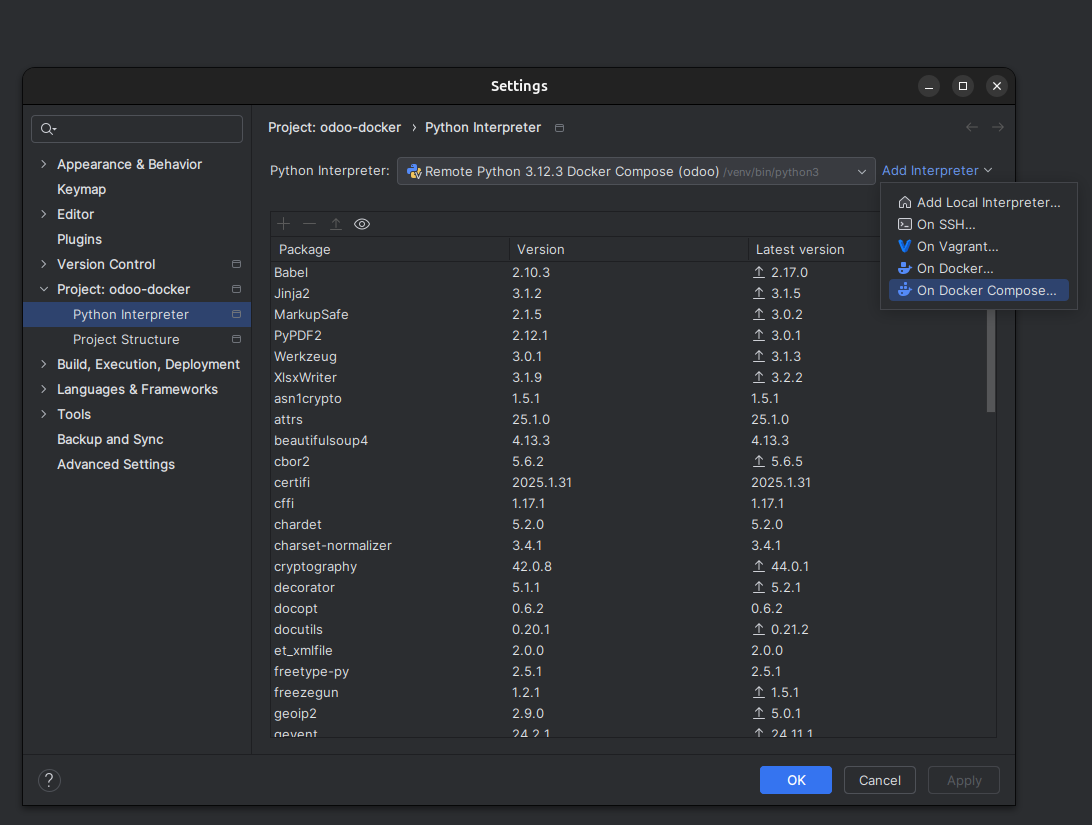 Settings
Project: odoo-docker › Python Interpreter
Python Interpreter: Remote Python 3.12.3 Docker Compose (odoo) /venv/bin/python3 Add Interpreter
Add Local Interpreter...
On SSH...
On Vagrant...
On Docker...
On Docker Compose...
Appearance & Behavior
Keymap
Editor
Plugins
Version Control
Project: odoo-docker
Python Interpreter
Project Structure
Build, Execution, Deployment
Languages & Frameworks
Tools
Backup and Sync
Advanced Settings
Package Version Latest version
Babel 2.10.3 2.17.0
Jinja2 3.1.2 3.1.5
MarkupSafe 2.1.5 3.0.2
PyPDF2 2.12.1 3.0.1
Werkzeug 3.0.1 3.1.3
XlsxWriter 3.1.9 3.2.2
asn1crypto 1.5.1 1.5.1
attrs 25.1.0 25.1.0
beautifulsoup4 4.13.3 4.13.3
cbor2 5.6.2 5.6.5
certifi 2025.1.31 2025.1.31
cffi 1.17.1 1.17.1
chardet 5.2.0 5.2.0
charset-normalizer 3.4.1 3.4.1
cryptography 42.0.8 44.0.1
decorator 5.1.1 5.2.1
docopt 0.6.2 0.6.2
docutils 0.20.1 0.21.2
et_xmlfile 2.0.0 2.0.0
freetype-py 2.5.1 2.5.1
freezegun 1.2.1 1.5.1
geoip2 2.9.0 5.0.1
gevent 24.2.1 24.11.1
? OK Cancel Apply